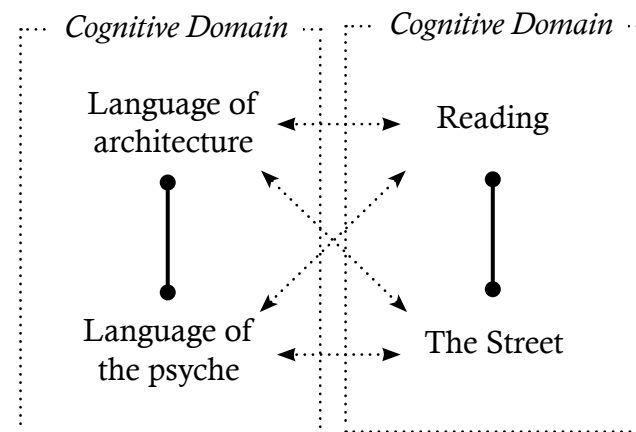 Cognitive Domain
Language of
architecture
Language of
the psyche
Cognitive Domain
Reading
The Street